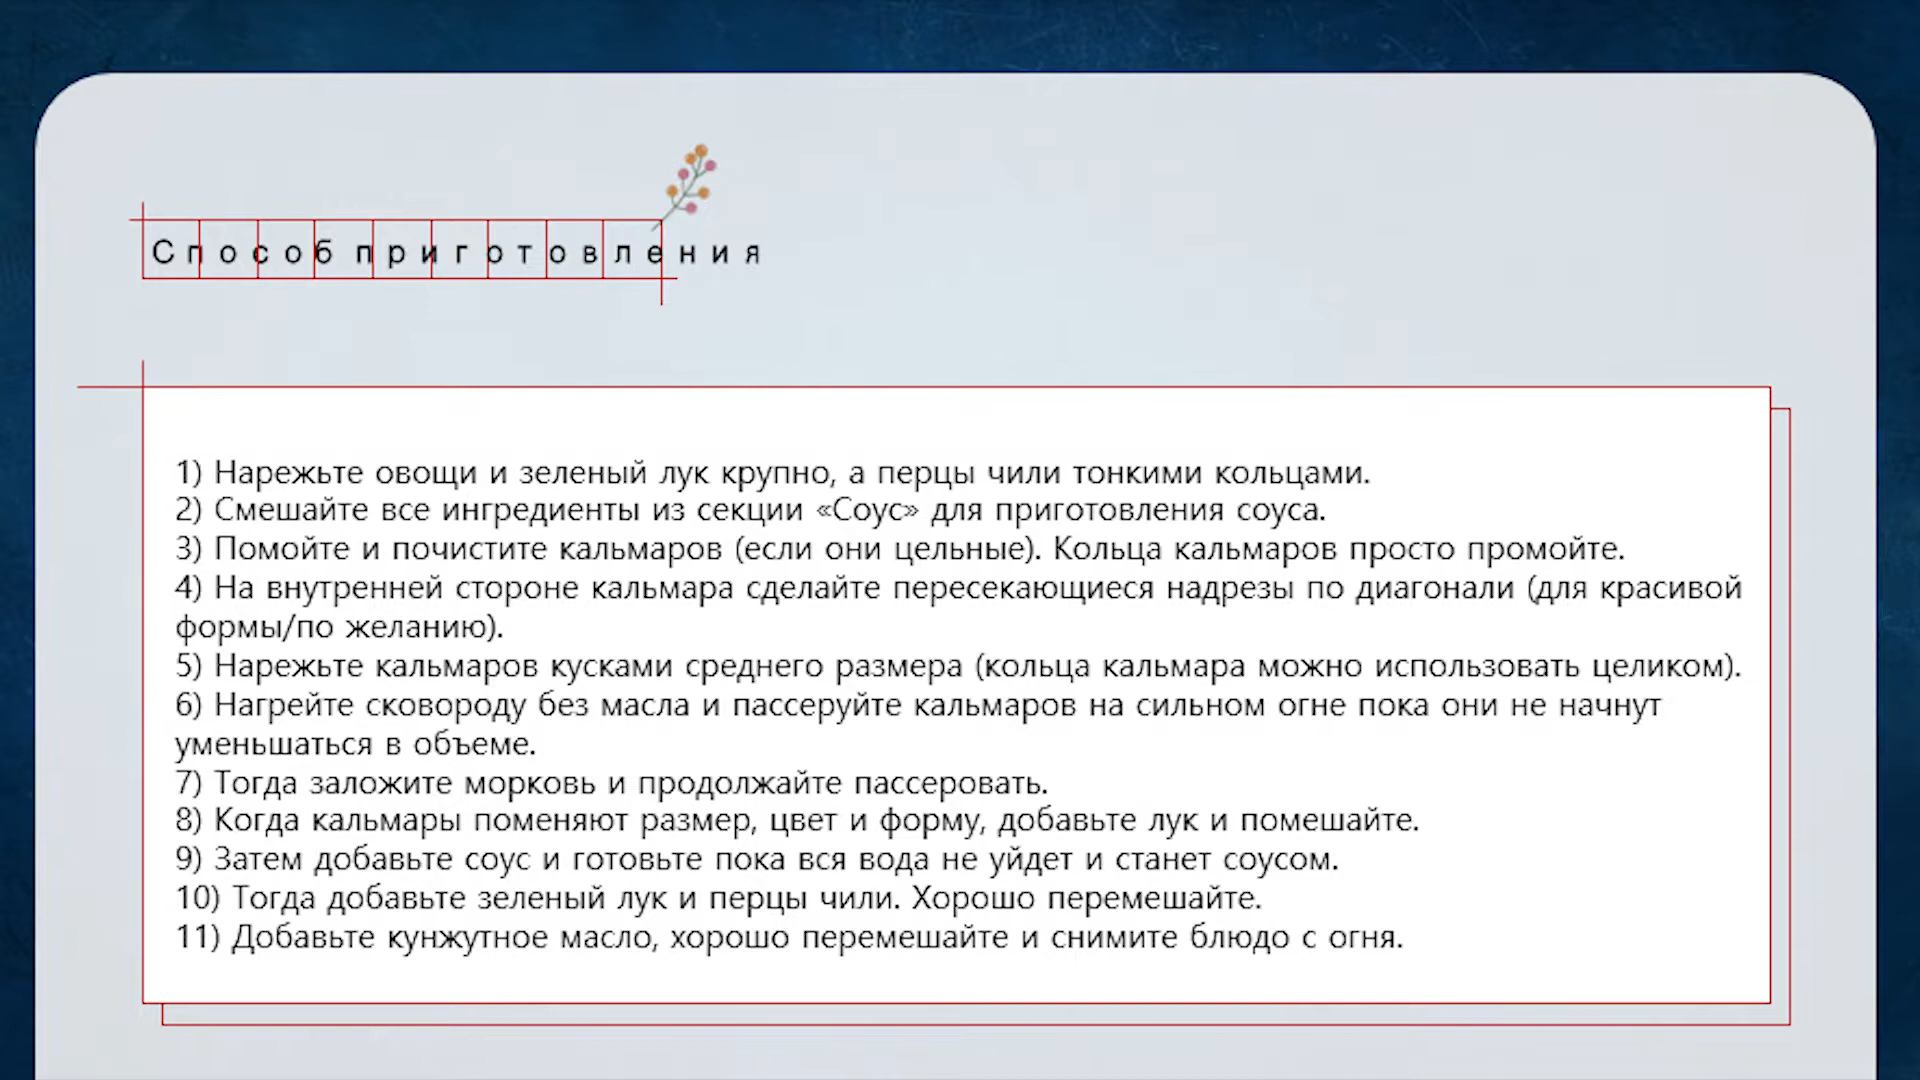 Способ приготовления
1) Нарежьте овощи и зеленый лук крупно, а перцы чили тонкими кольцами.
2) Смешайте все ингредиенты из секции «Соус» для приготовления соуса.
3) Помойте и почистите кальмаров (если они цельные). Кольца кальмаров просто промойте.
4) На внутренней стороне кальмара сделайте пересекающиеся надрезы по диагонали (для красивой
формы/по желанию).
5) Нарежьте кальмаров кусками среднего размера (кольца кальмара можно использовать целиком).
6) Нагрейте сковороду без масла и пассеруйте кальмаров на сильном огне пока они не начнут
уменьшаться в объеме.
7) Тогда заложите морковь и продолжайте пассеровать.
8) Когда кальмары поменяют размер, цвет и форму, добавьте лук и помешайте.
9) Затем добавьте соус и готовьте пока вся вода не уйдет и станет соусом.
10) Тогда добавьте зеленый лук и перцы чили. Хорошо перемешайте.
11) Добавьте кунжутное масло, хорошо перемешайте и снимите блюдо с огня.